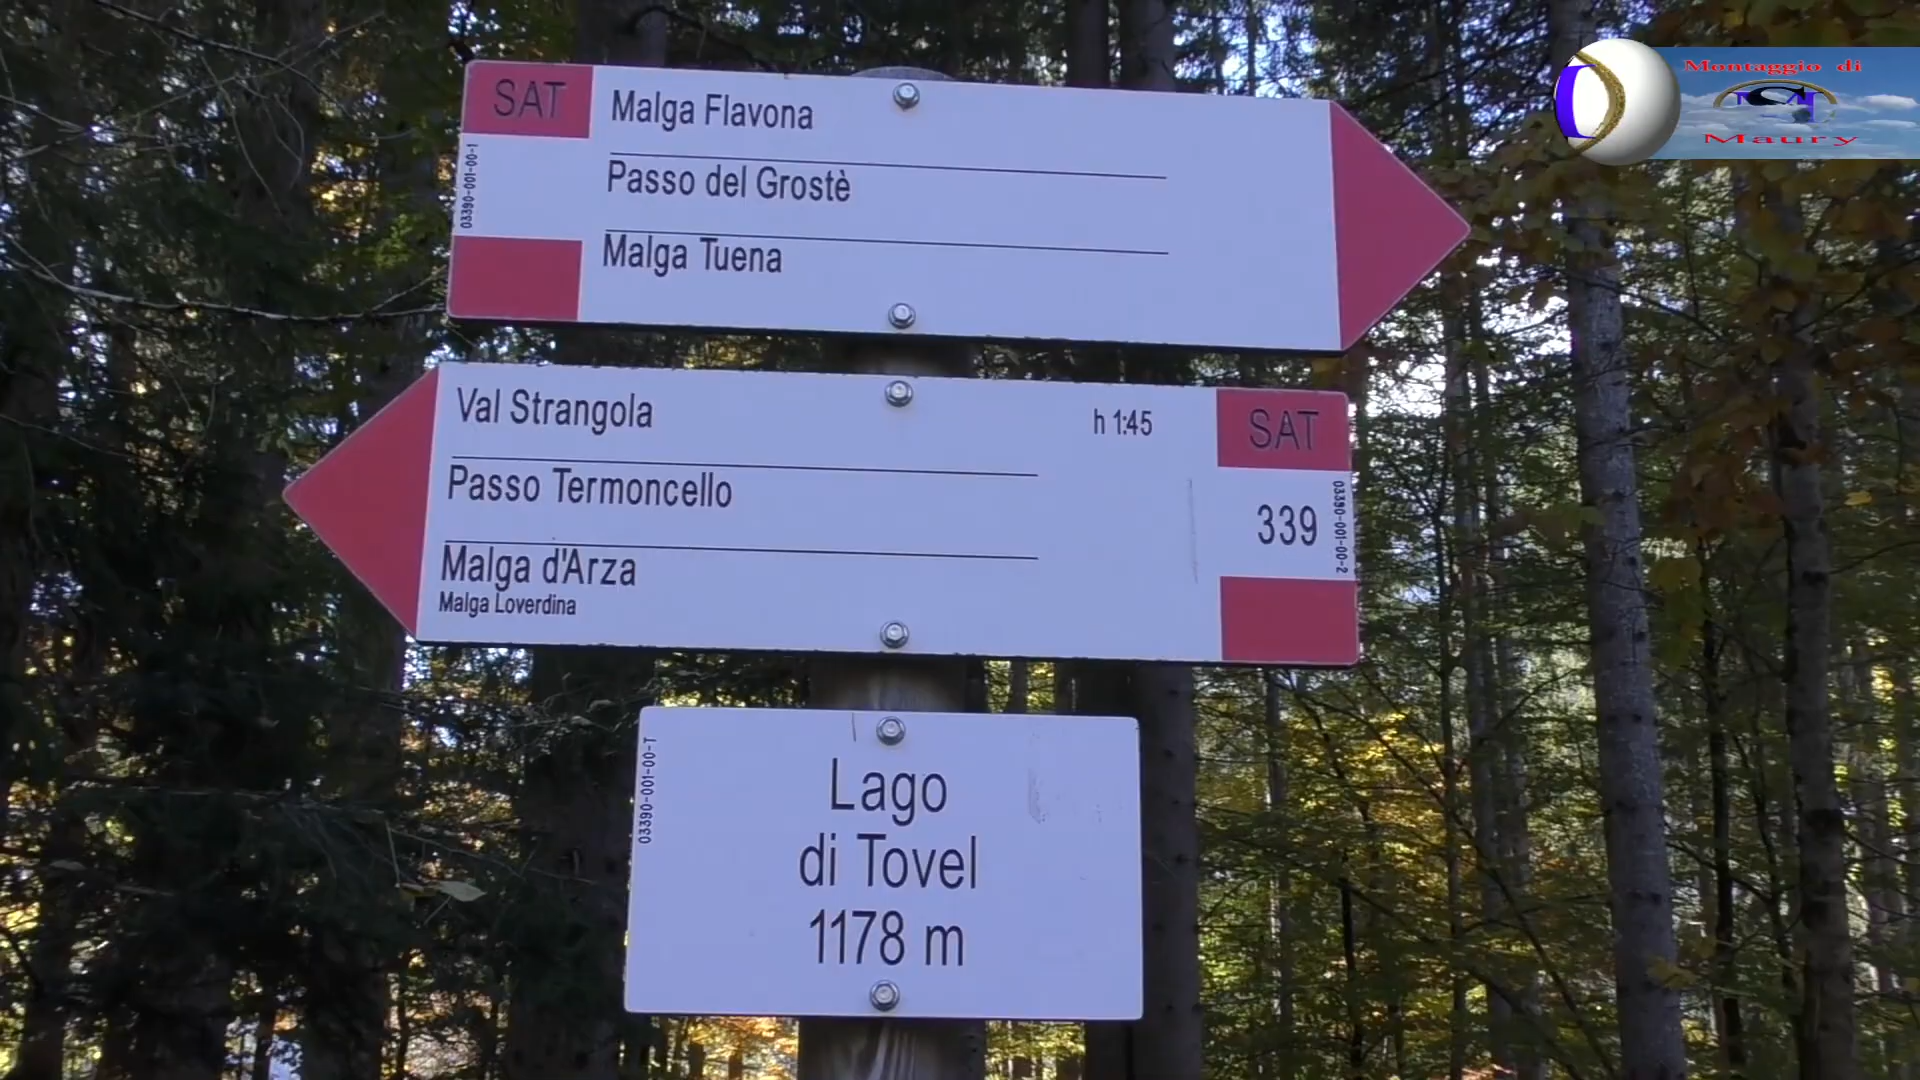 SAT
Malga Flavona
Passo del Grostè
Malga Tuena
03390-001-00-1
Val Strangola h 1:45
Passo Termoncello
Malga d'Arza
Malga Loverdina
SAT
339
03390-001-00-2
Lago
di Tovel
1178 m
03390-001-00-T
Montaggio di
Maury